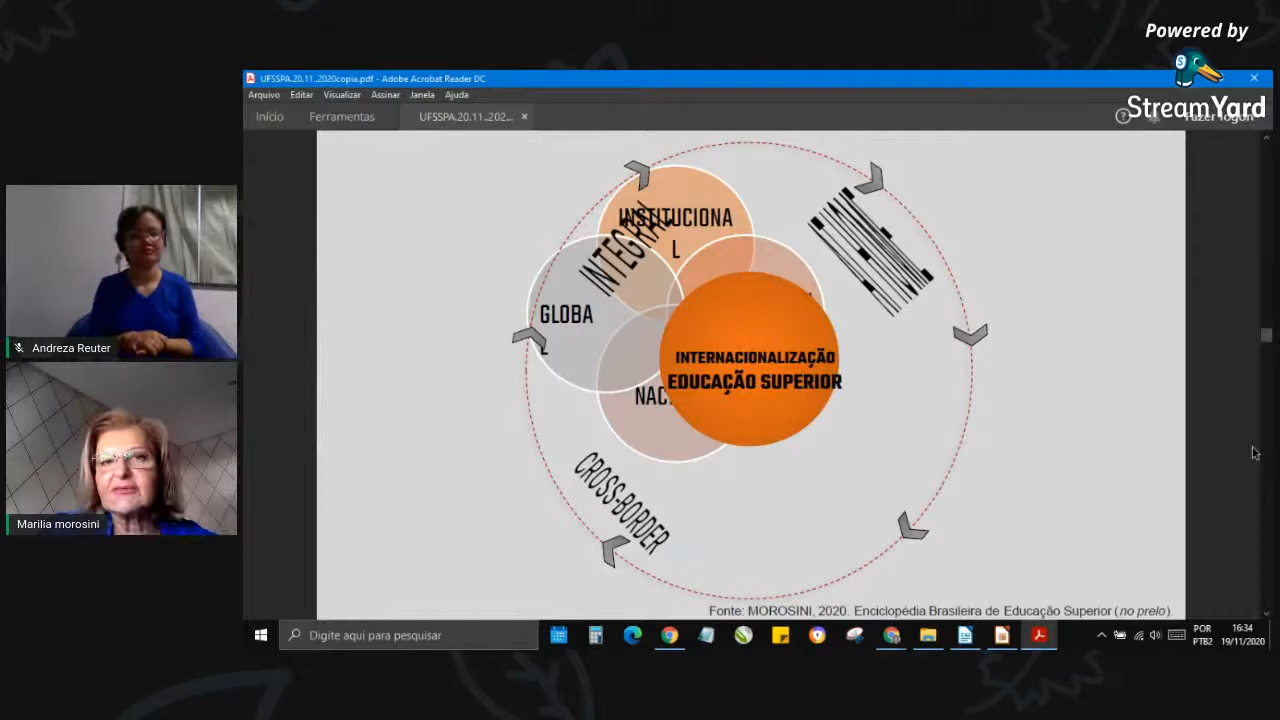 Powered by
StreamYard
UFSSPA.20.11..2020copia.pdf - Adobe Acrobat Reader DC
Arquivo Editar Visualizar Assinar Janela Ajuda
Início Ferramentas UFSSPA.20.11..202... × ?
INSTITUCIONA
L
INTEGRAL
GLOBA
L
INTERNACIONALIZAÇÃO
EDUCAÇÃO SUPERIOR
NAC
CROSS-BORDER
Fonte: MOROSINI, 2020. Enciclopédia Brasileira de Educação Superior (no prelo).
Andreza Reuter
Marilia morosini
Digite aqui para pesquisar
POR
PTB2
16:34
19/11/2020